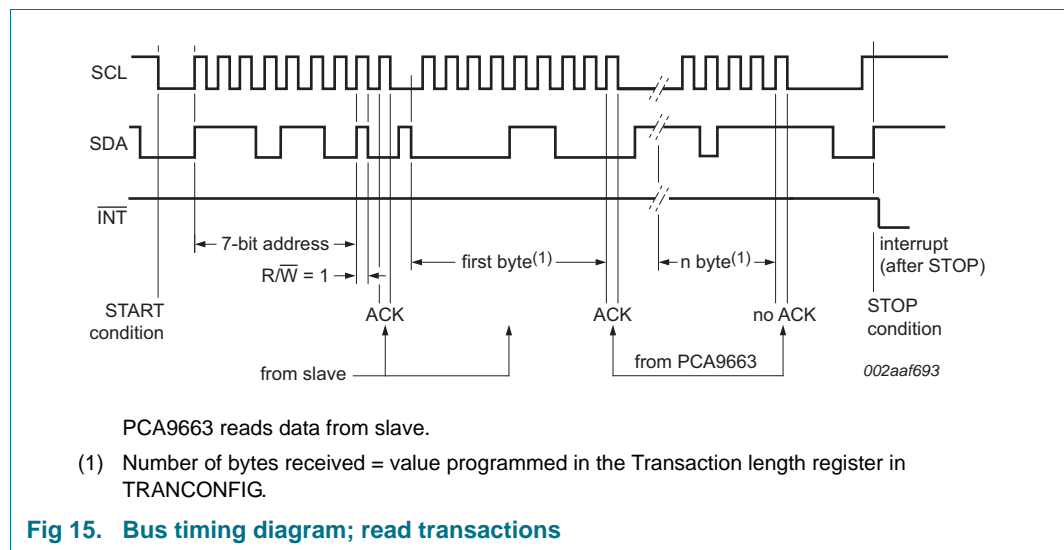 SCL
SDA
INT
7-bit address
first byte(1)
n byte(1)
interrupt
(after STOP)
R/W = 1
START
condition
ACK
ACK
no ACK
STOP
condition
from slave
from PCA9663
002aaf693
PCA9663 reads data from slave.
(1) Number of bytes received = value programmed in the Transaction length register in
TRANCONFIG.
Fig 15. Bus timing diagram; read transactions